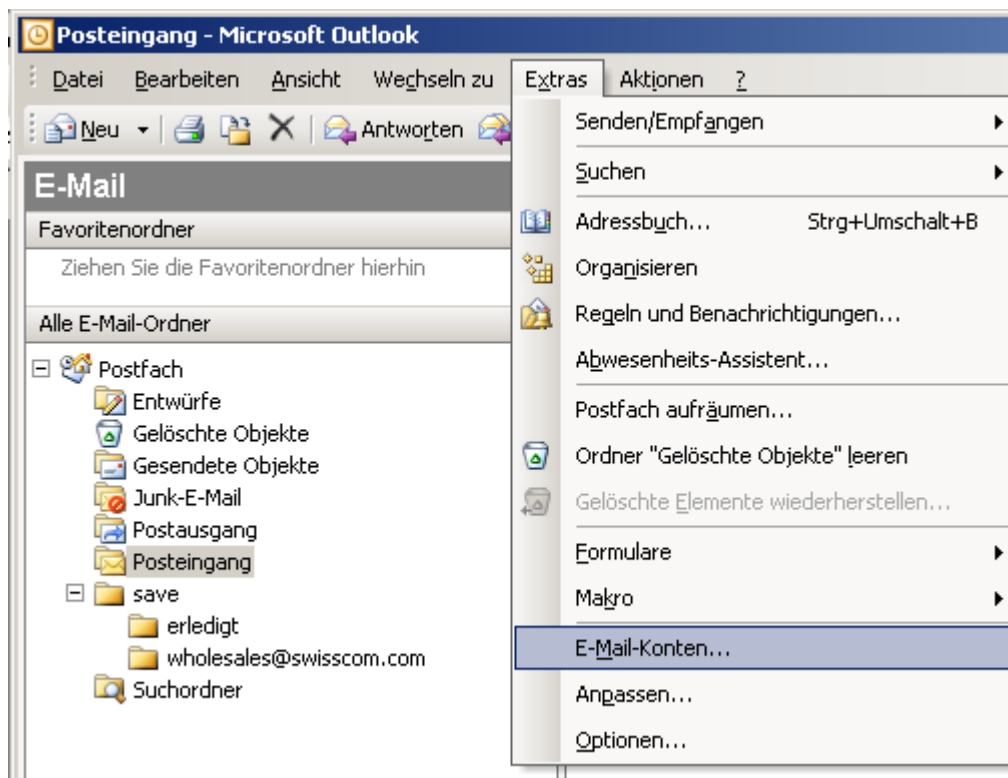 Posteingang - Microsoft Outlook
Datei Bearbeiten Ansicht Wechseln zu Extras Aktionen ?
Neu Antworten
E-Mail
Favoritenordner
Ziehen Sie die Favoritenordner hierhin
Alle E-Mail-Ordner
Postfach
Entwürfe
Gelöschte Objekte
Gesendete Objekte
Junk-E-Mail
Postausgang
Posteingang
save
erledigt
wholesales@swisscom.com
Suchordner
Senden/Empfangen
Suchen
Adressbuch... Strg+Umschalt+B
Organisieren
Regeln und Benachrichtigungen...
Abwesenheits-Assistent...
Postfach aufräumen...
Ordner "Gelöschte Objekte" leeren
Gelöschte Elemente wiederherstellen...
Formulare
Makro
E-Mail-Konten...
Anpassen...
Optionen...